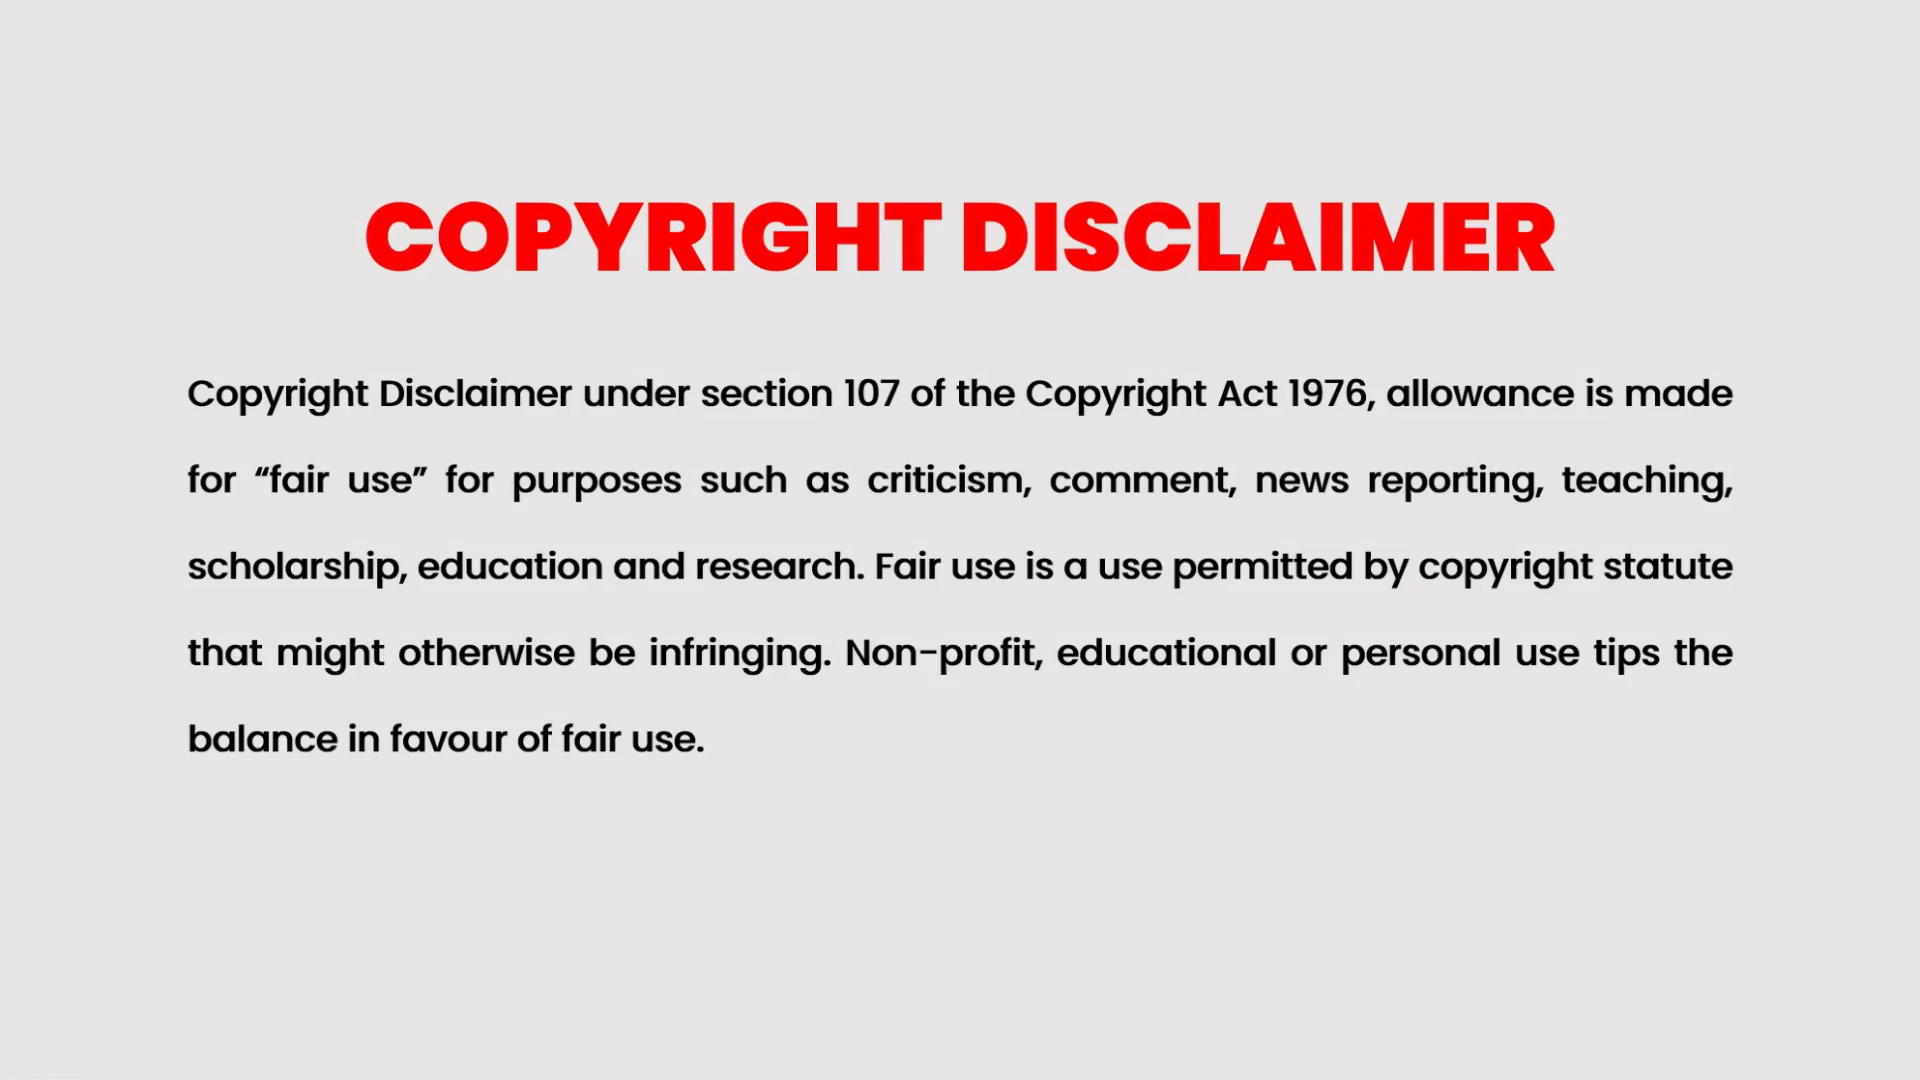 COPYRIGHT DISCLAIMER
Copyright Disclaimer under section 107 of the Copyright Act 1976, allowance is made
for “fair use” for purposes such as criticism, comment, news reporting, teaching,
scholarship, education and research. Fair use is a use permitted by copyright statute
that might otherwise be infringing. Non-profit, educational or personal use tips the
balance in favour of fair use.